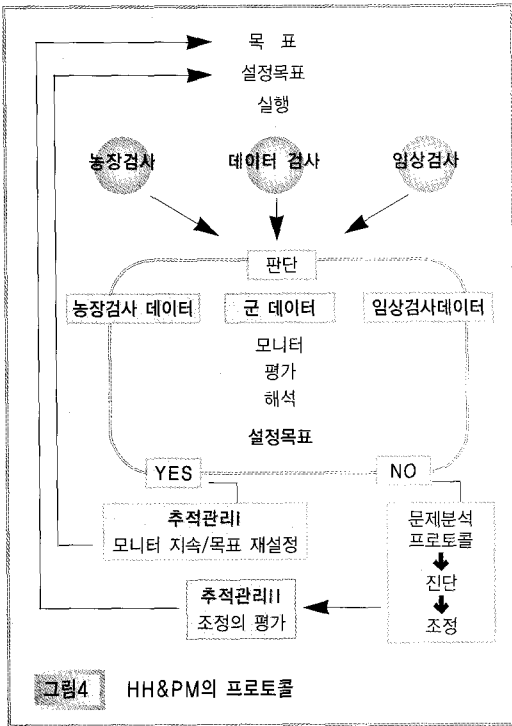 목 표
설정목표
실행
농장검사 데이터 검사 임상검사
판단
농장검사 데이터 군 데이터 임상검사데이터
모니터
평가
해석
설정목표
YES NO
추적관리I
모니터 지속/목표 재설정
문제분석
프로토콜
진단
조정
추적관리II
조정의 평가
그림4 HH&PM의 프로토콜